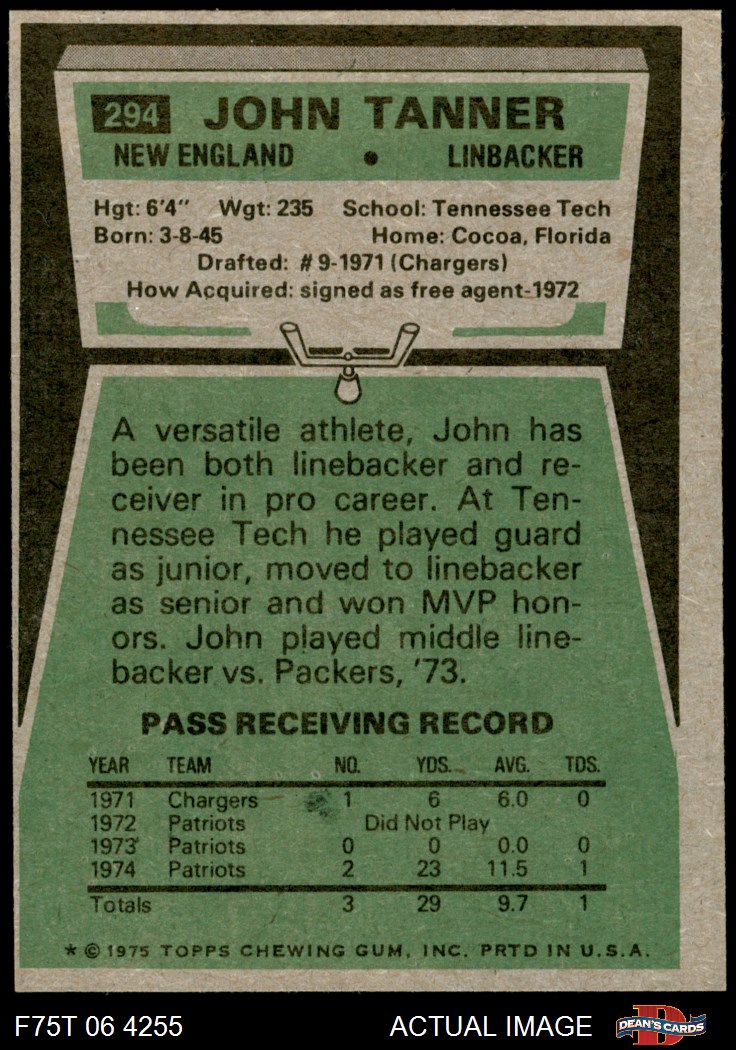 294 JOHN TANNER
NEW ENGLAND • LINBACKER
Hgt: 6'4" Wgt: 235 School: Tennessee Tech
Born: 3-8-45 Home: Cocoa, Florida
Drafted: #9-1971 (Chargers)
How Acquired: signed as free agent-1972
A versatile athlete, John has
been both linebacker and re-
ceiver in pro career. At Ten-
nessee Tech he played guard
as junior, moved to linebacker
as senior and won MVP hon-
ors. John played middle line-
backer vs. Packers, '73.
PASS RECEIVING RECORD
YEAR TEAM NO. YDS. AVG. TDS.
1971 Chargers 1 6 6.0 0
1972 Patriots Did Not Play
1973 Patriots 0 0 0.0 0
1974 Patriots 2 23 11.5 1
Totals 3 29 9.7 1
* © 1975 TOPPS CHEWING GUM, INC. PRTD IN U.S.A.
F75T 06 4255 ACTUAL IMAGE D DEAN'S CARDS